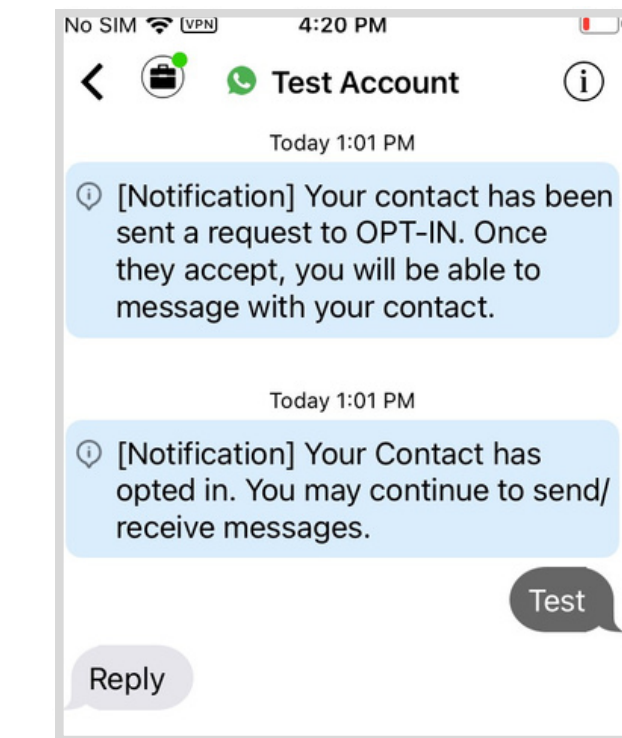 No SIM VPN 4:20 PM
Test Account
Today 1:01 PM
[Notification] Your contact has been
sent a request to OPT-IN. Once
they accept, you will be able to
message with your contact.
Today 1:01 PM
[Notification] Your Contact has
opted in. You may continue to send/
receive messages.
Test
Reply